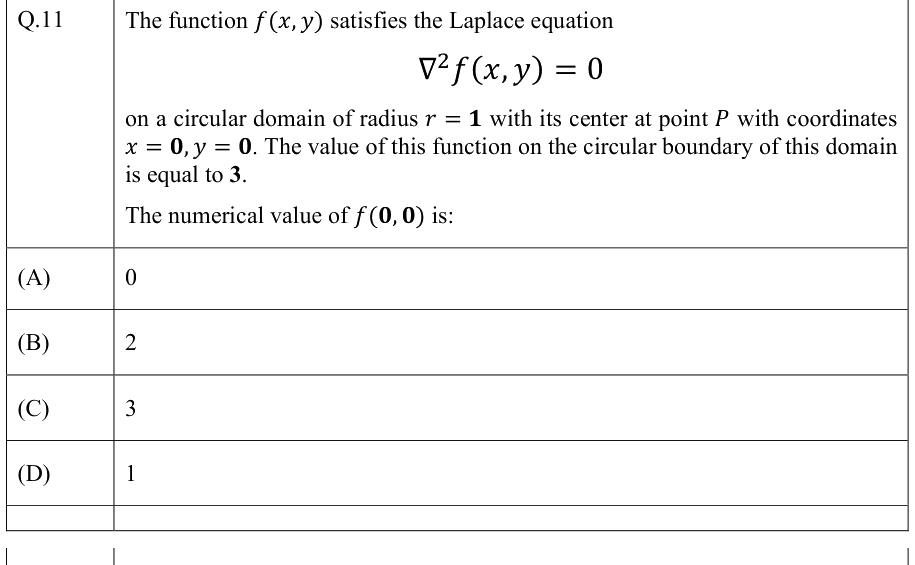 Q.11 The function f(x, y) satisfies the Laplace equation
∇²f(x, y) = 0
on a circular domain of radius r = 1 with its center at point P with coordinates
x = 0, y = 0. The value of this function on the circular boundary of this domain
is equal to 3.
The numerical value of f(0, 0) is:
(A) 0
(B) 2
(C) 3
(D) 1